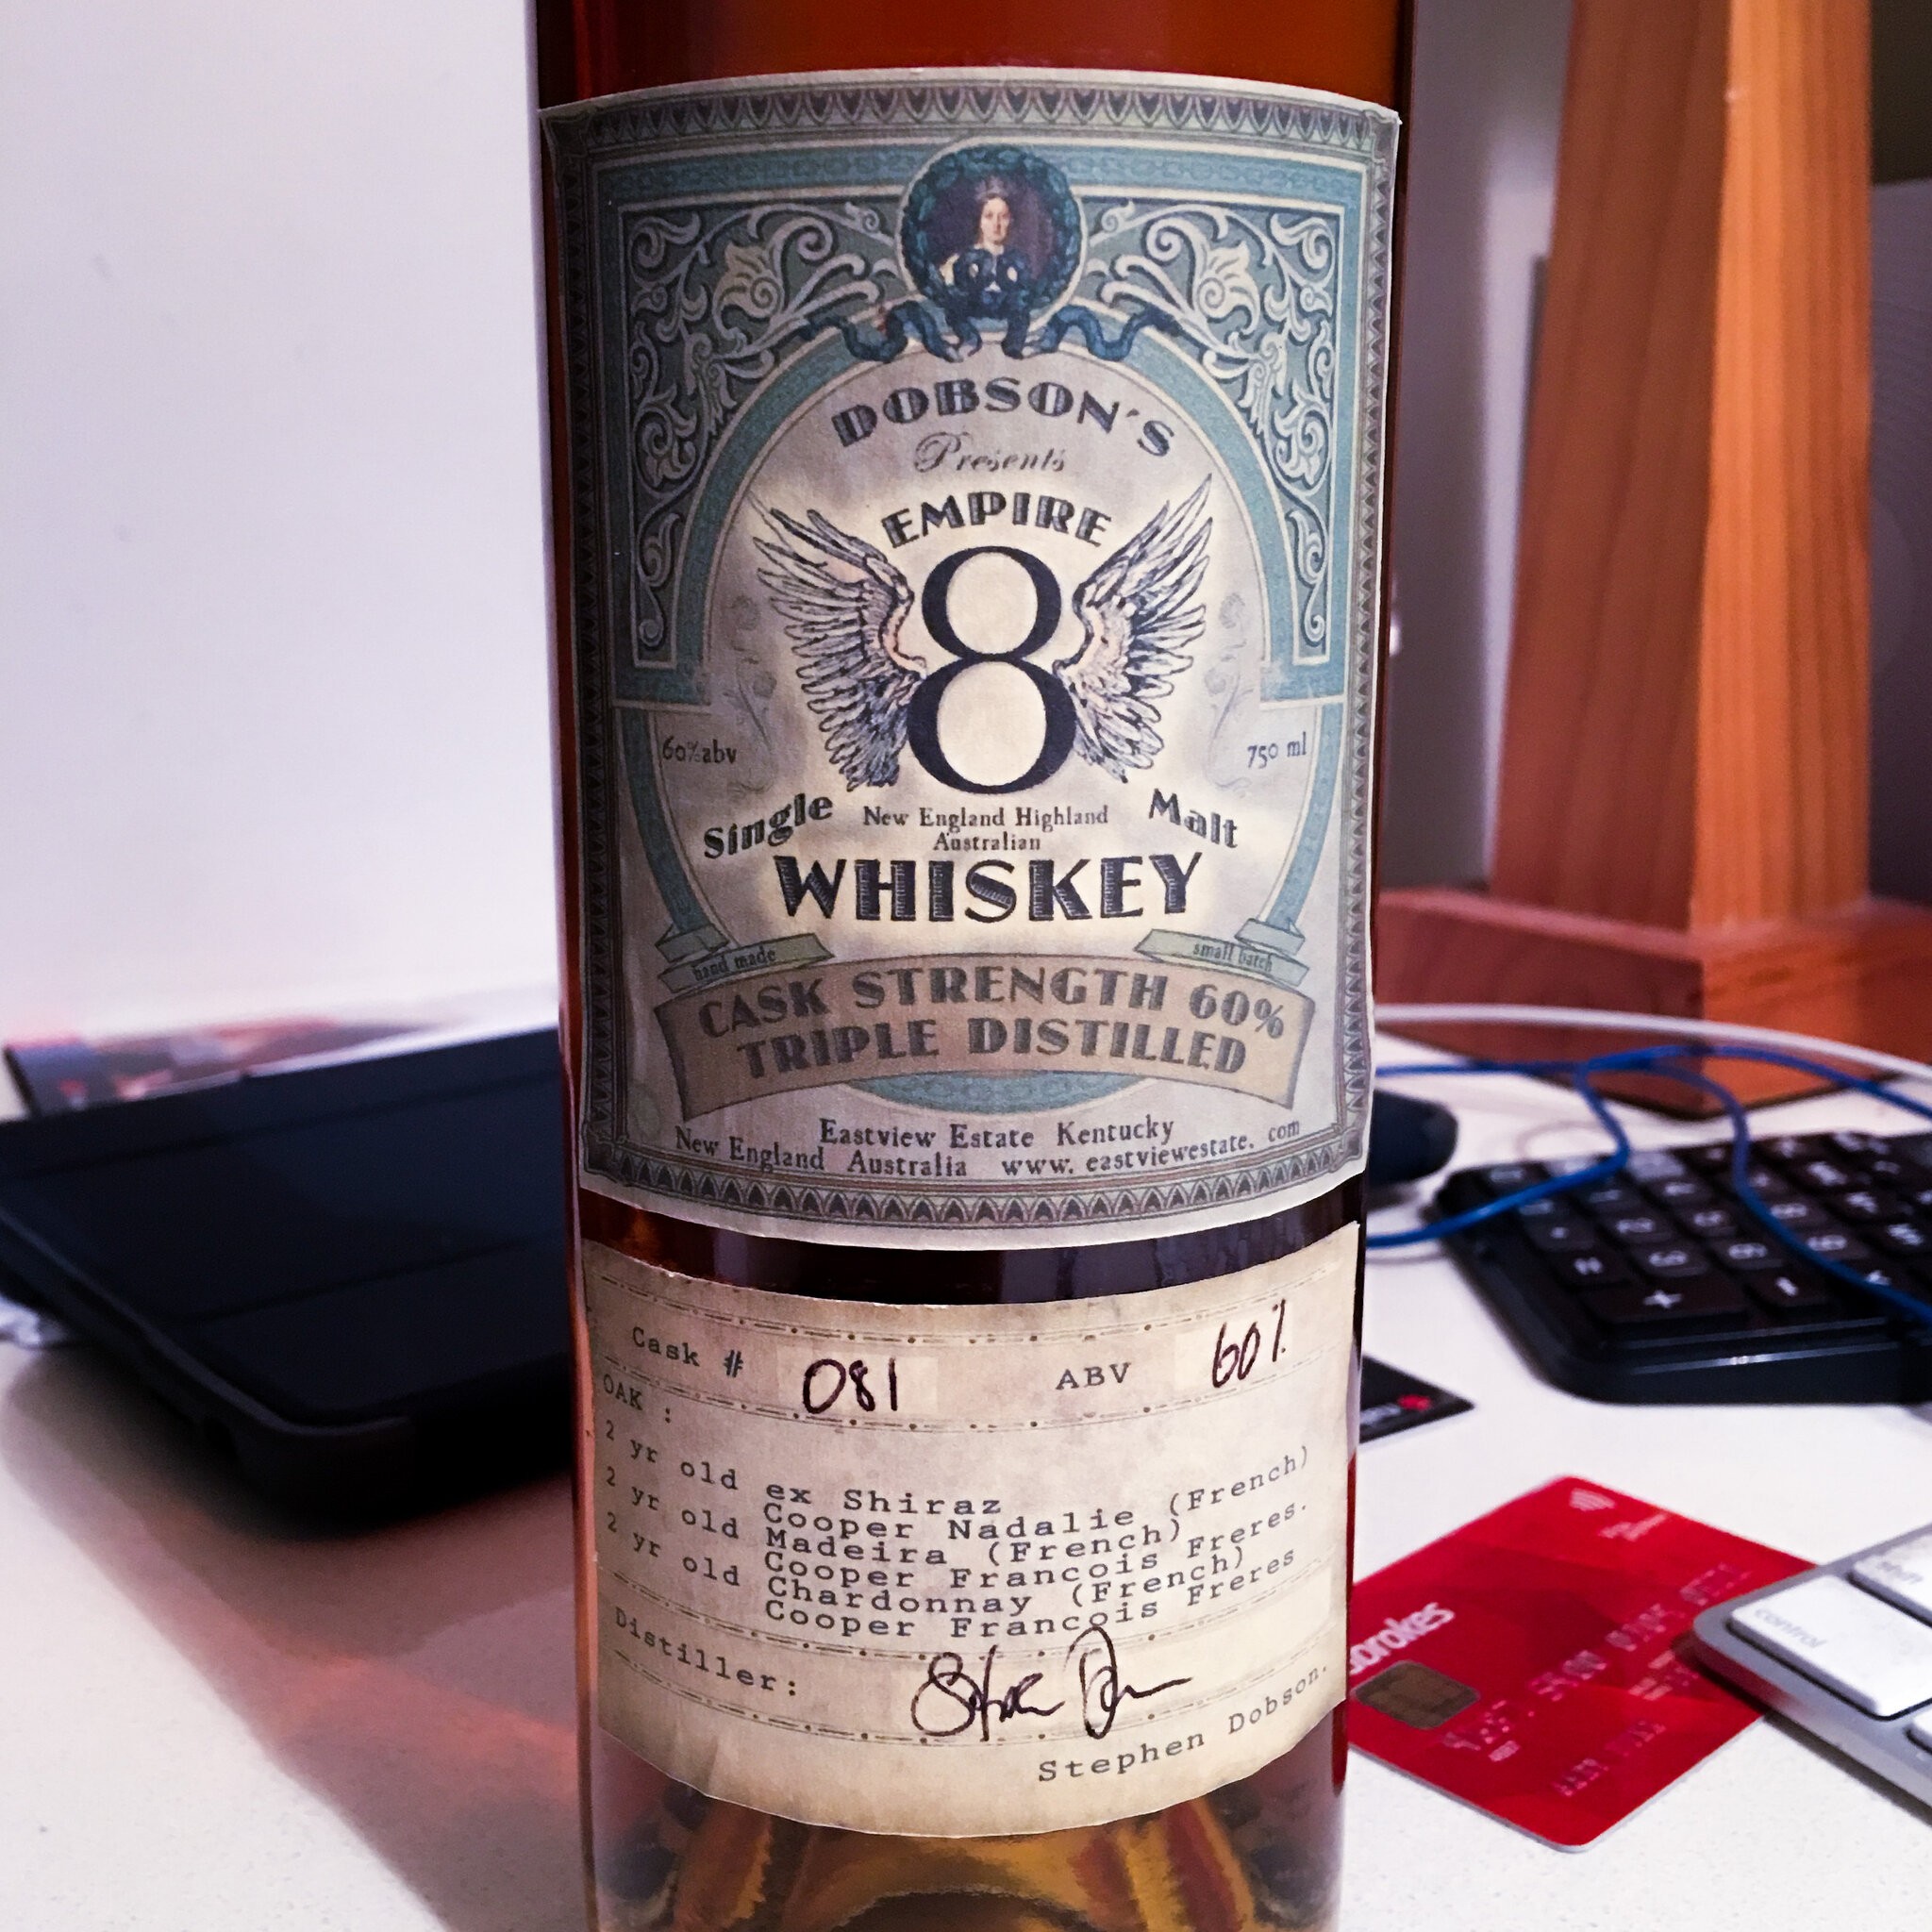 DOBSON'S
Presents
EMPIRE
8
60%abv
750 ml
Single Malt
New England Highland
Australian
WHISKEY
hand made
small batch
CASK STRENGTH 60%
TRIPLE DISTILLED
Eastview Estate Kentucky
New England Australia www.eastviewestate.com
Cask # 081 ABV 60%
OAK :
2 yr old ex Shiraz
Cooper Nadalie (French)
2 yr old Madeira (French)
Cooper Francois Freres.
2 yr old Chardonnay (French)
Cooper Francois Freres
Distiller:
Stephen Dobson.
control